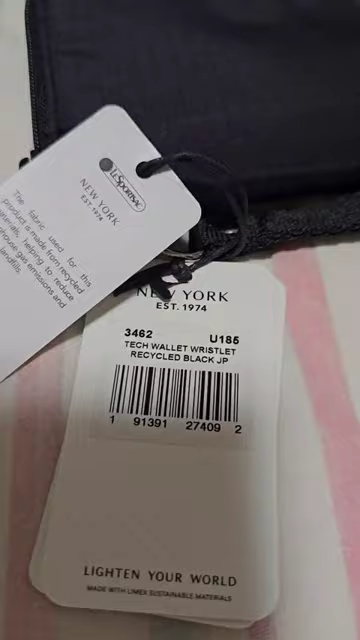 LeSportsac
NEW YORK
EST. 1974
The fabric used for this
product is made from recycled
materials, helping to reduce
house gas emissions and
landfills.
NEW YORK
EST. 1974
3462 U185
TECH WALLET WRISTLET
RECYCLED BLACK JP
1 91391 27409 2
LIGHTEN YOUR WORLD
MADE WITH LIMEX SUSTAINABLE MATERIALS